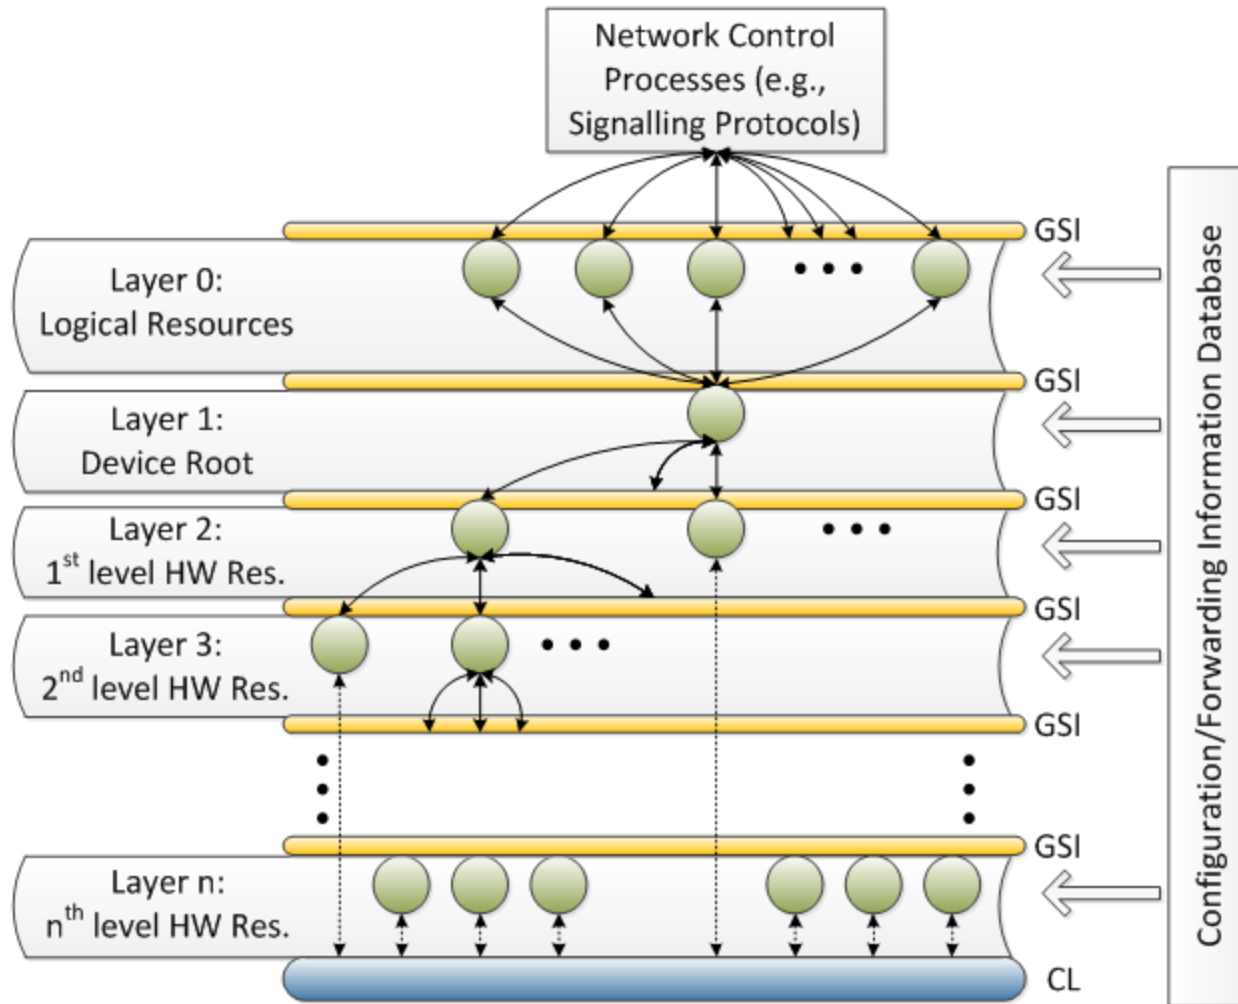 Network Control
Processes (e.g.,
Signalling Protocols)
GSI
Layer 0:
Logical Resources
GSI
Layer 1:
Device Root
GSI
Layer 2:
1st level HW Res.
GSI
Layer 3:
2nd level HW Res.
GSI
GSI
Layer n:
nth level HW Res.
CL
Configuration/Forwarding Information Database